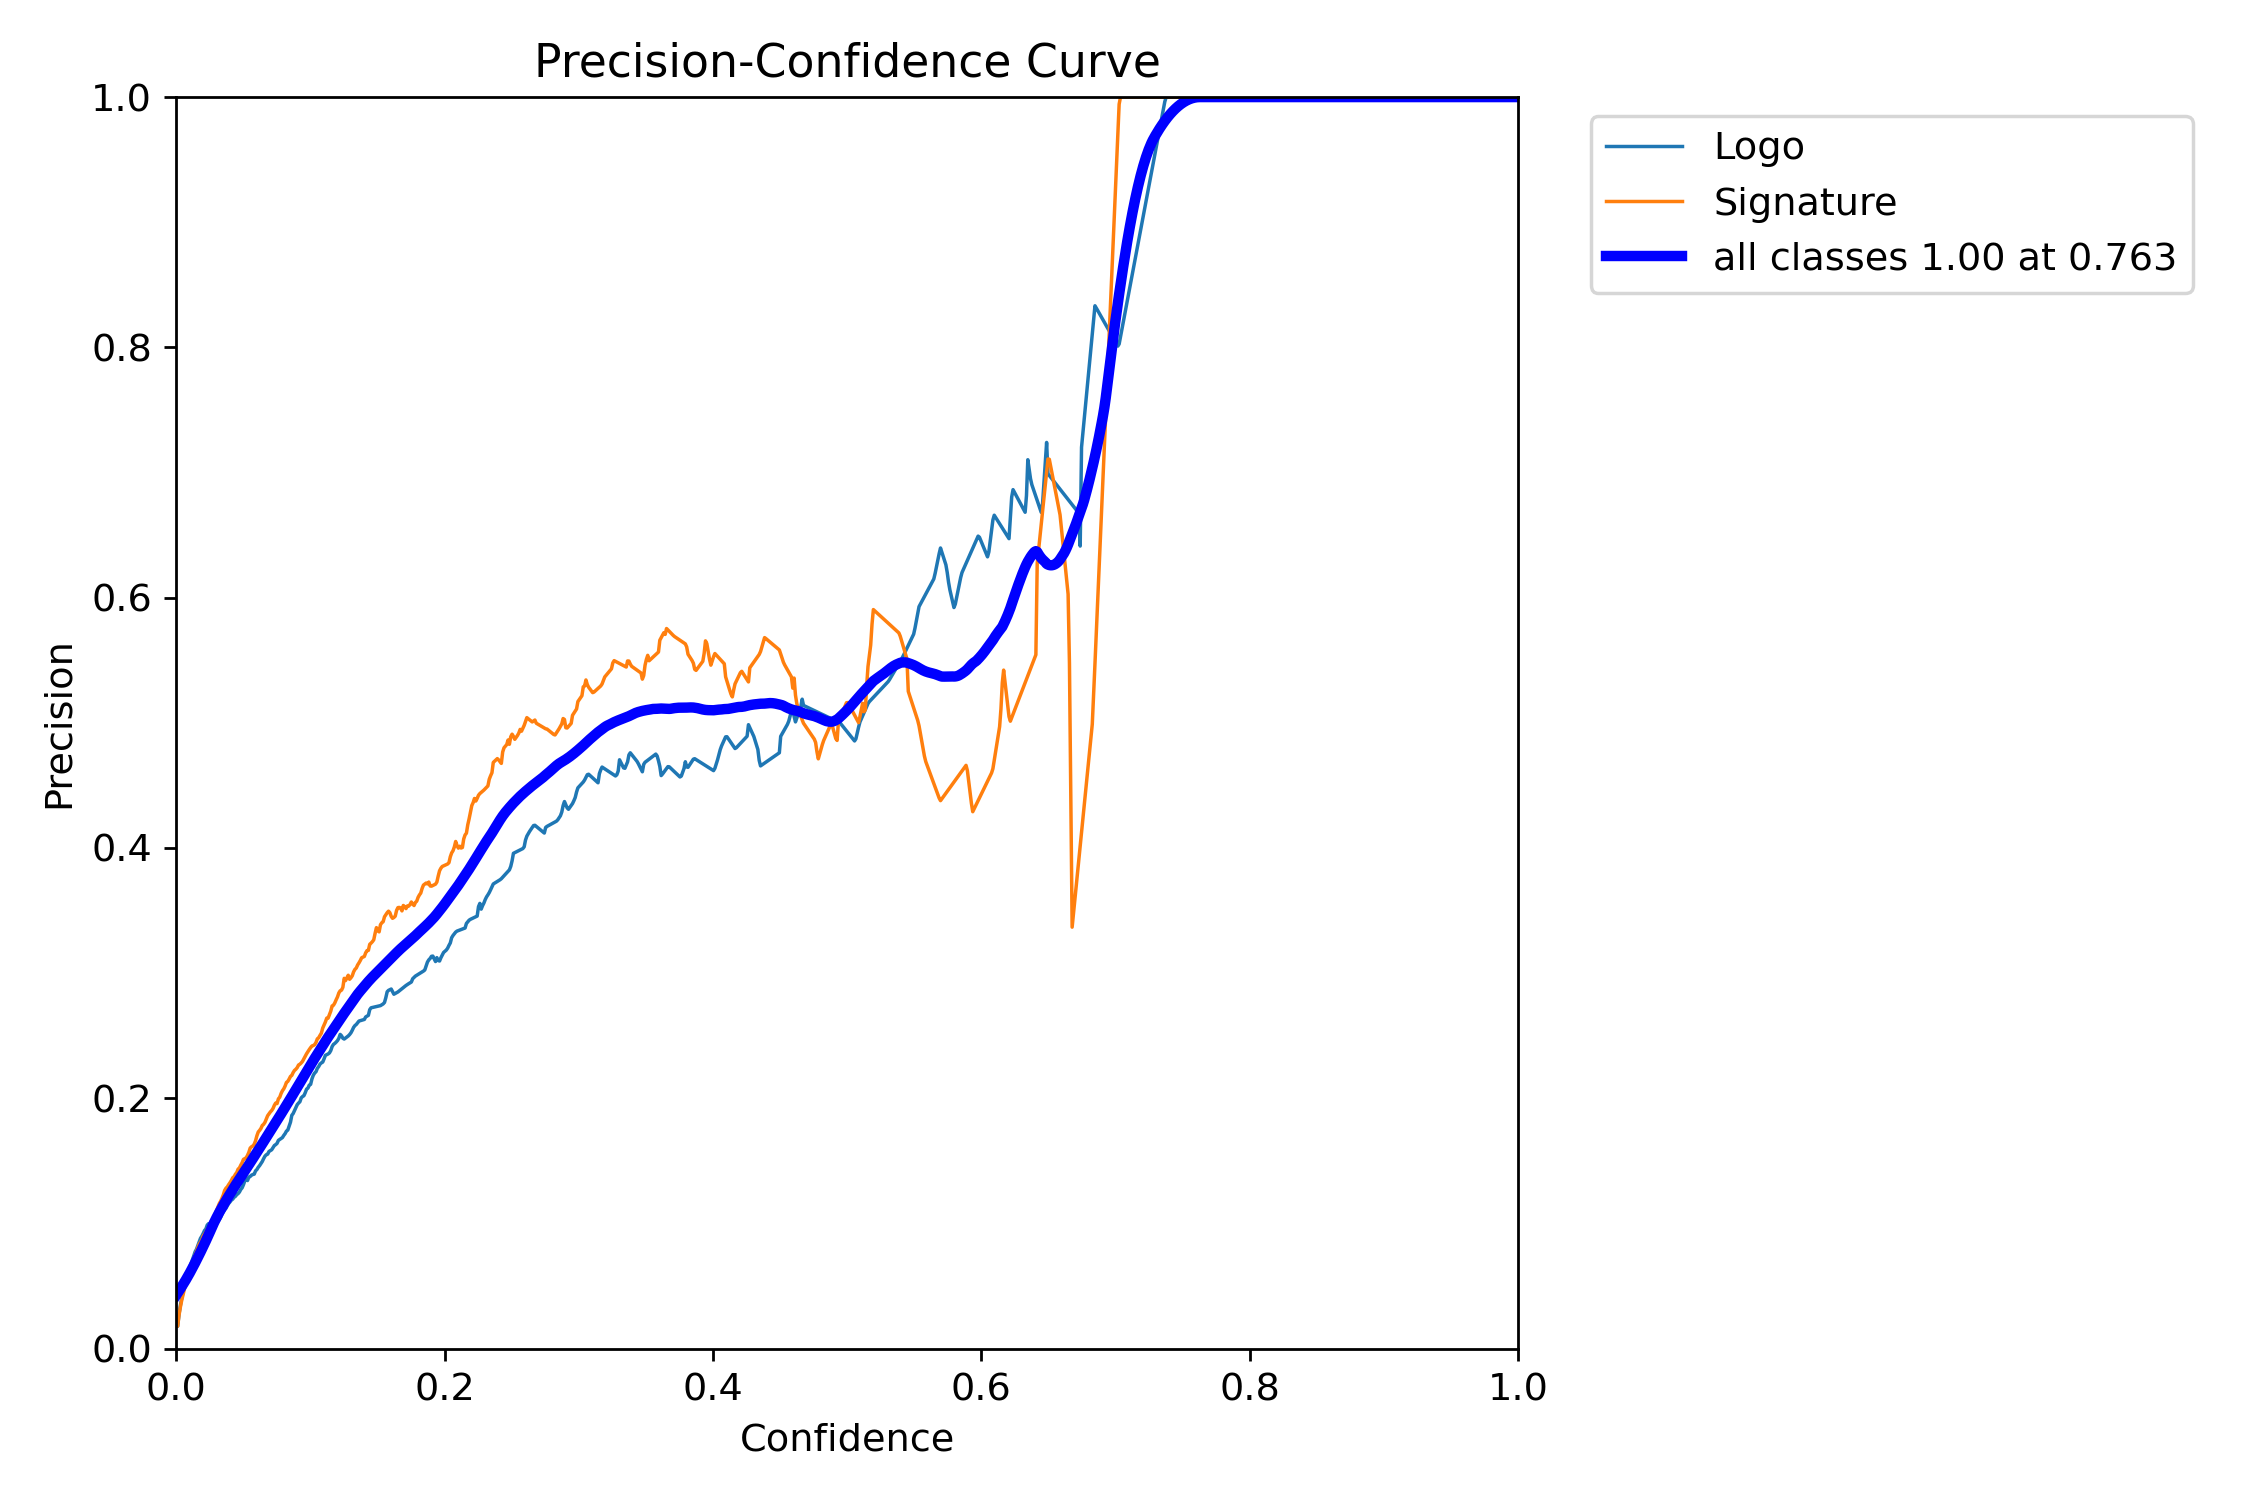 Precision-Confidence Curve
1.0
0.8
0.6
0.4
0.2
0.0
Precision
0.0 0.2 0.4 0.6 0.8 1.0
Confidence
Logo
Signature
all classes 1.00 at 0.763